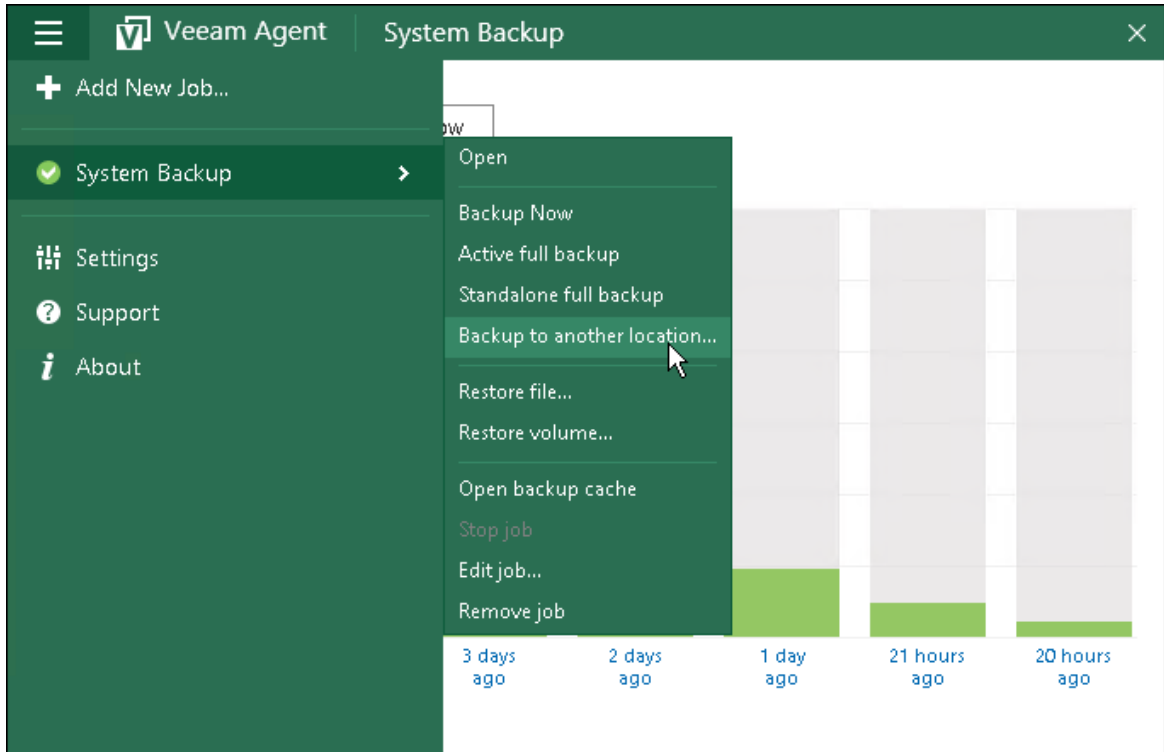 Veeam Agent System Backup
Add New Job...
ow
System Backup
Open
Backup Now
Active full backup
Standalone full backup
Backup to another location...
Restore file...
Restore volume...
Open backup cache
Stop job
Edit job...
Remove job
Settings
Support
About
3 days
ago
2 days
ago
1 day
ago
21 hours
ago
20 hours
ago